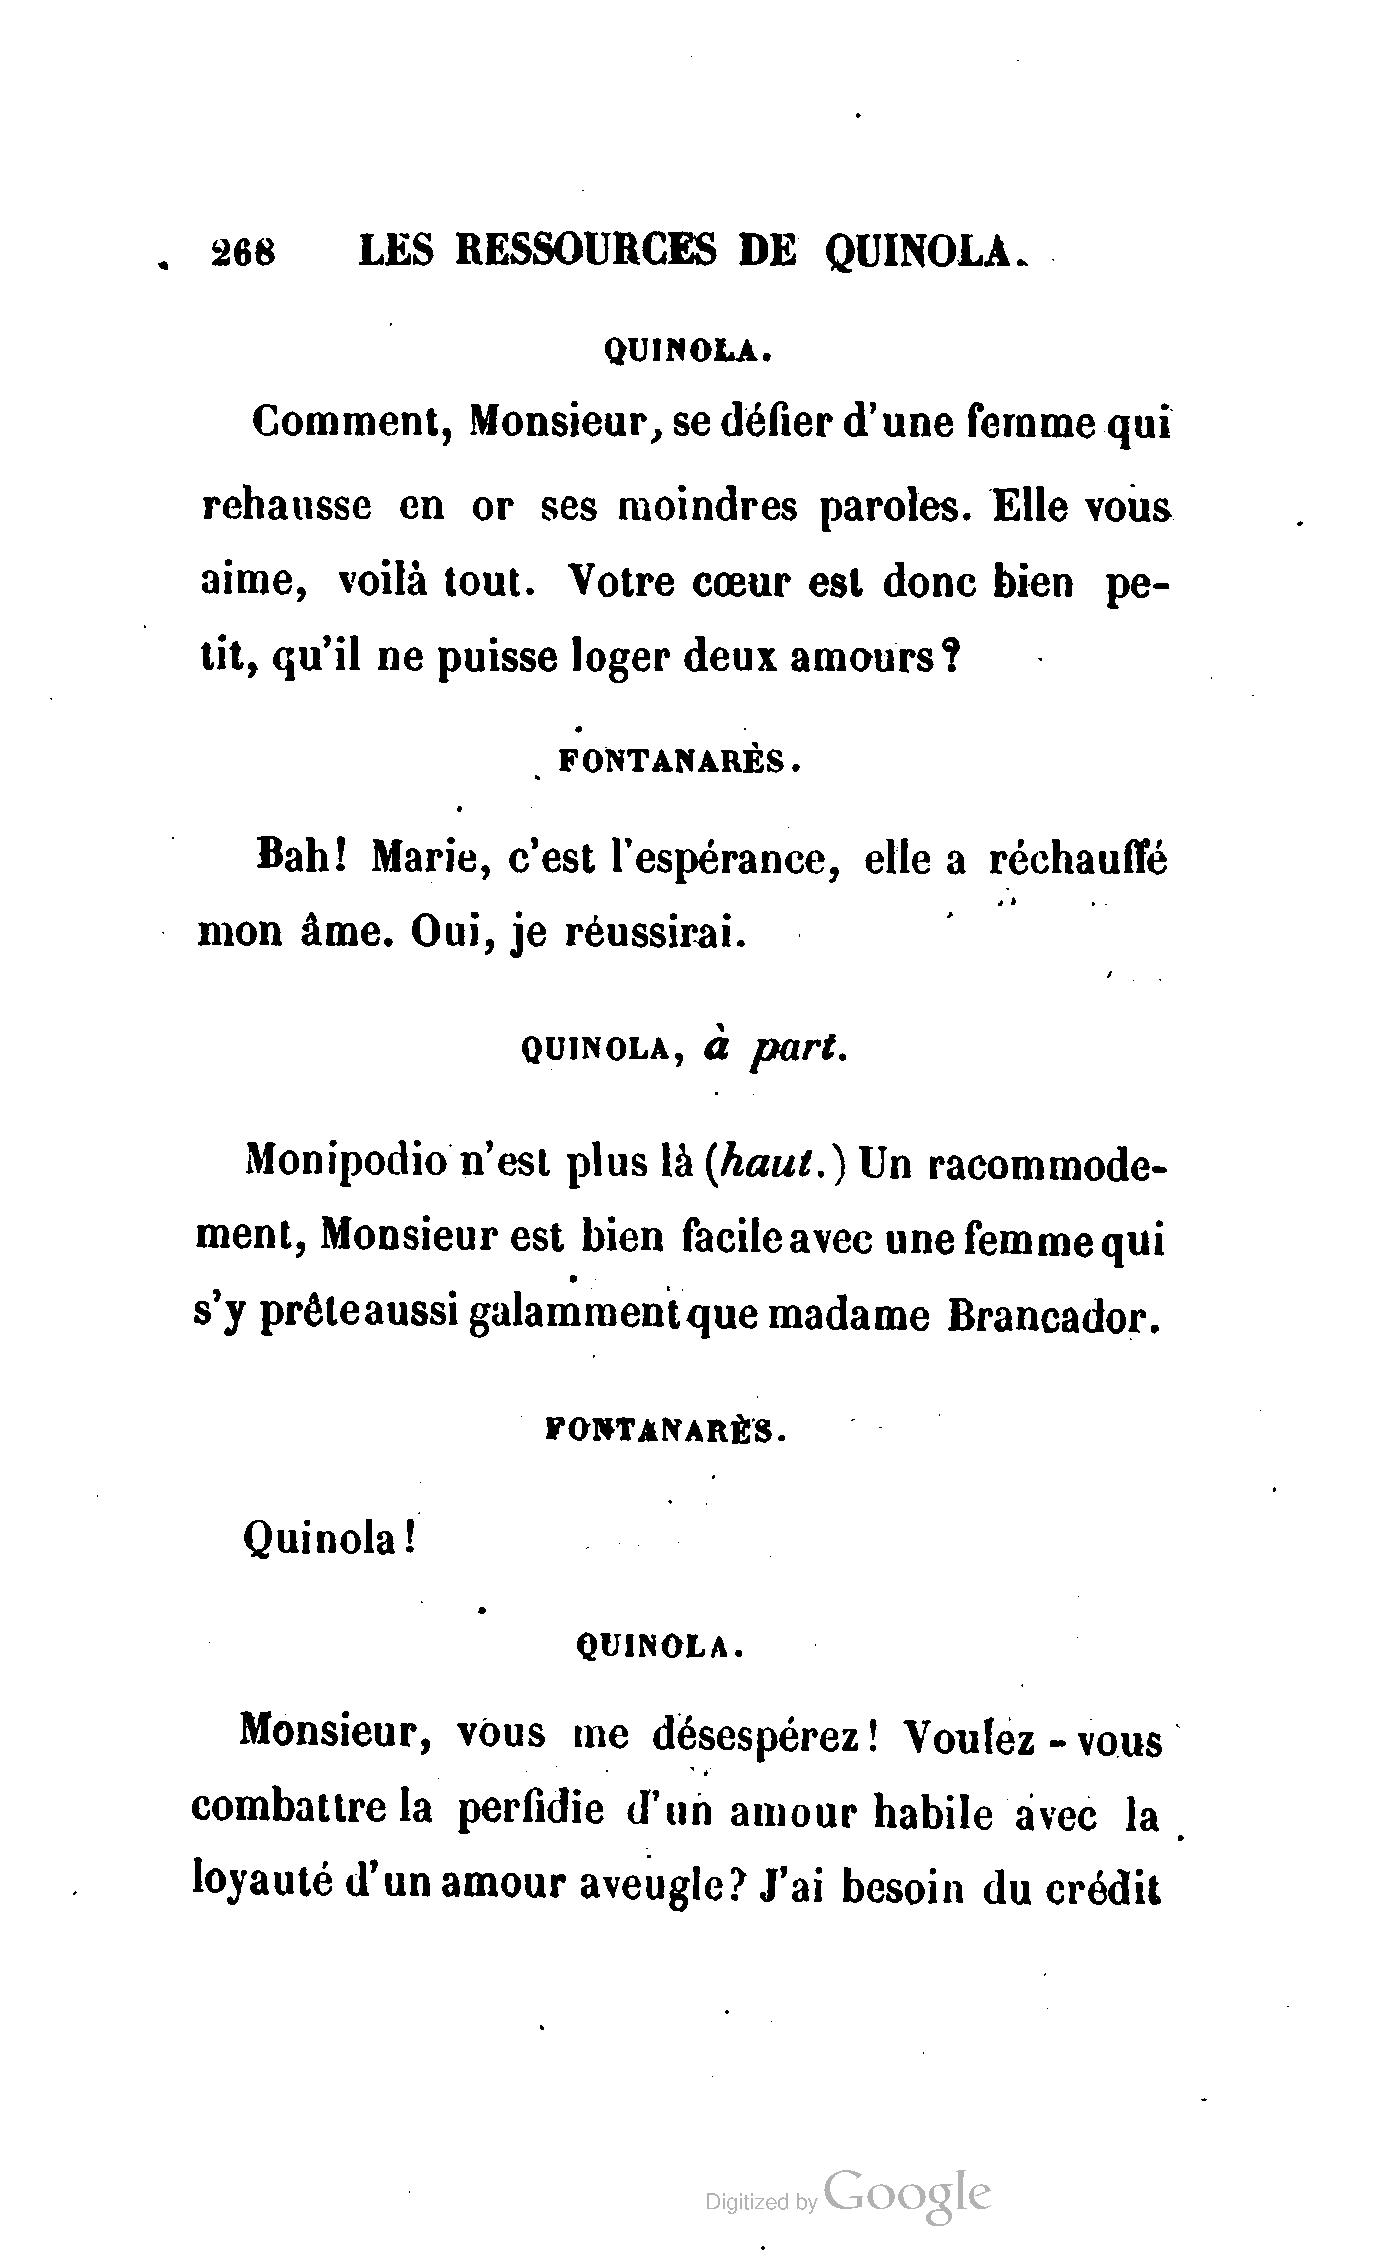 268 LES RESSOURCES DE QUINOLA.
QUINOLA.
Comment, Monsieur, se défier d'une femme qui
rehausse en or ses moindres paroles. Elle vous
aime, voilà tout. Votre cœur est donc bien pe-
tit, qu'il ne puisse loger deux amours?
FONTANARÈS.
Bah! Marie, c'est l'espérance, elle a réchauffé
mon âme. Oui, je réussirai.
QUINOLA, à part.
Monipodio n'est plus là (haut.) Un racommode-
ment, Monsieur est bien facile avec une femme qui
s'y prête aussi galamment que madame Brancador.
FONTANARÈS.
Quinola!
QUINOLA.
Monsieur, vous me désespérez! Voulez-vous
combattre la perfidie d'un amour habile avec la
loyauté d'un amour aveugle? J'ai besoin du crédit
Digitized by Google